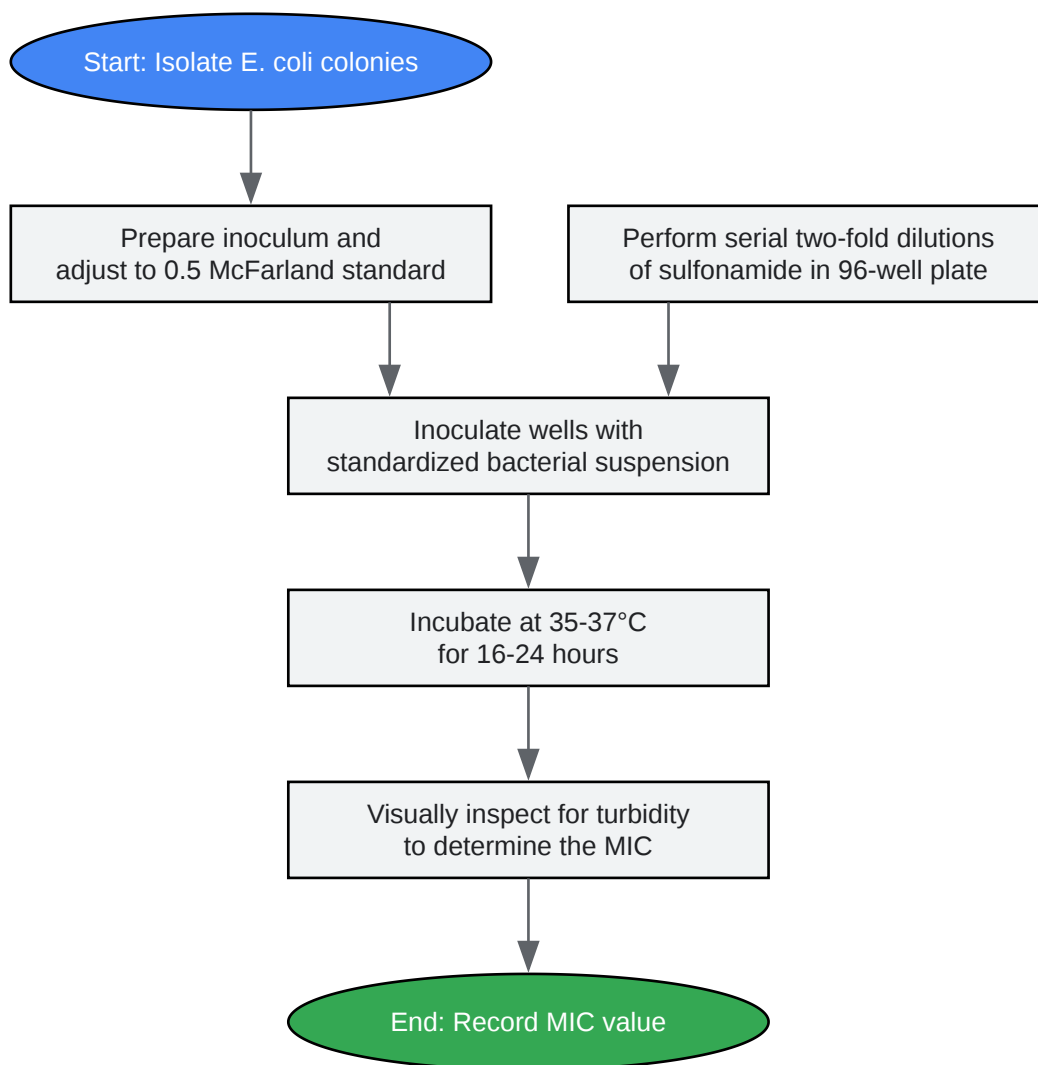 Start: Isolate E. coli colonies
Prepare inoculum and
adjust to 0.5 McFarland standard
Perform serial two-fold dilutions
of sulfonamide in 96-well plate
Inoculate wells with
standardized bacterial suspension
Incubate at 35-37°C
for 16-24 hours
Visually inspect for turbidity
to determine the MIC
End: Record MIC value